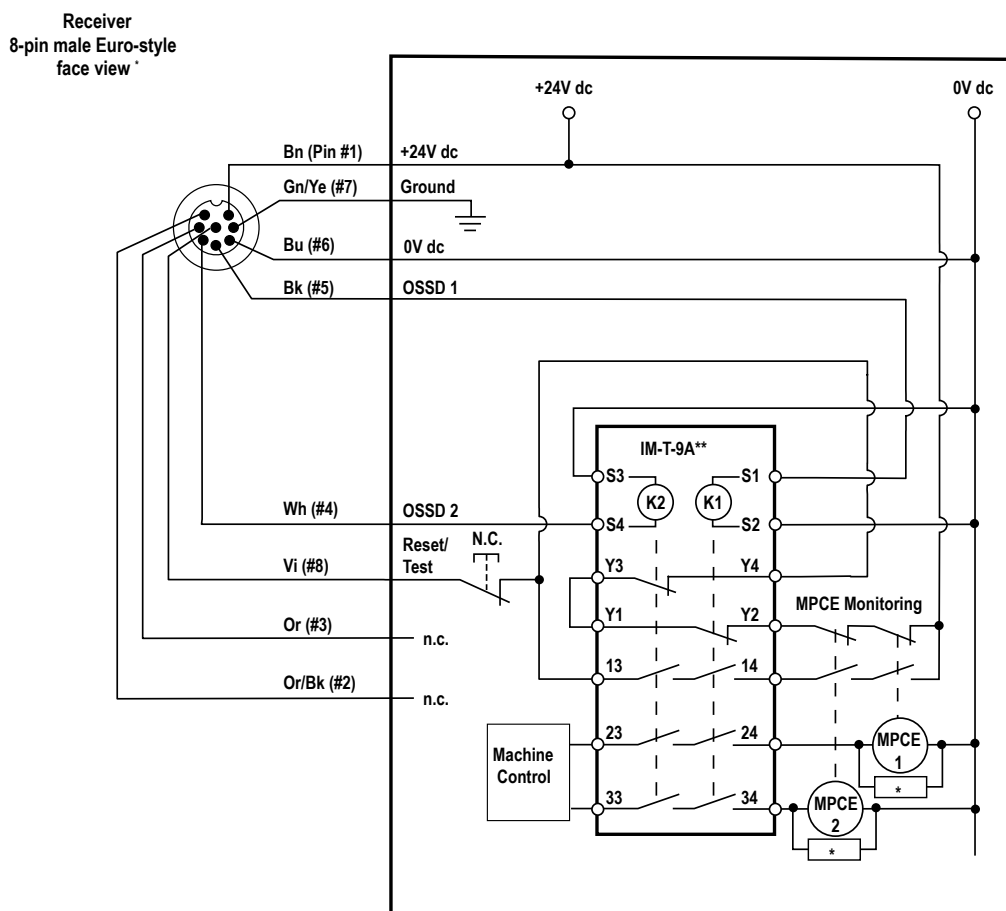 Receiver
8-pin male Euro-style
face view *
+24V dc
0V dc
Bn (Pin #1)
+24V dc
Gn/Ye (#7)
Ground
Bu (#6)
0V dc
Bk (#5)
OSSD 1
IM-T-9A**
S3
S1
K2
K1
Wh (#4)
OSSD 2
S4
S2
Reset/
Test
N.C.
Vi (#8)
Y3
Y4
MPCE Monitoring
Y1
Y2
Or (#3)
n.c.
13
14
Or/Bk (#2)
n.c.
23
24
MPCE
1
*
Machine
Control
33
34
MPCE
2
*